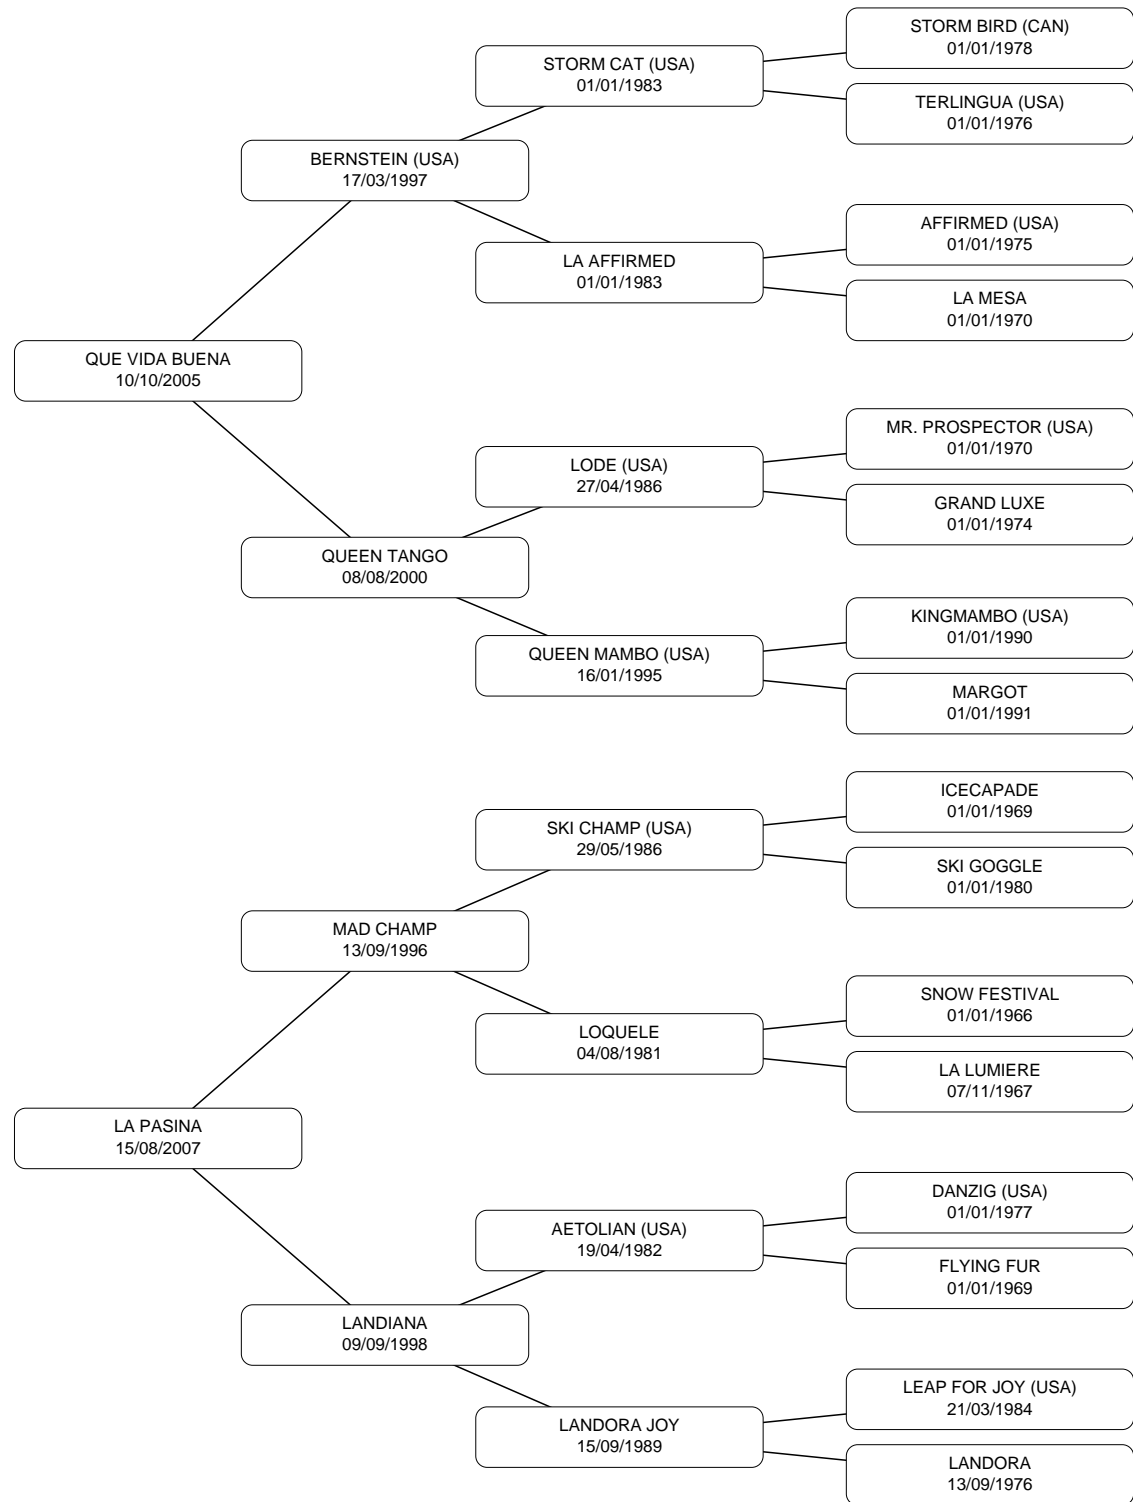 STORM BIRD (CAN)
01/01/1978
STORM CAT (USA)
01/01/1983
TERLINGUA (USA)
01/01/1976
BERNSTEIN (USA)
17/03/1997
AFFIRMED (USA)
01/01/1975
LA AFFIRMED
01/01/1983
LA MESA
01/01/1970
QUE VIDA BUENA
10/10/2005
MR. PROSPECTOR (USA)
01/01/1970
LODE (USA)
27/04/1986
GRAND LUXE
01/01/1974
QUEEN TANGO
08/08/2000
KINGMAMBO (USA)
01/01/1990
QUEEN MAMBO (USA)
16/01/1995
MARGOT
01/01/1991
ICECAPADE
01/01/1969
SKI CHAMP (USA)
29/05/1986
SKI GOGGLE
01/01/1980
MAD CHAMP
13/09/1996
SNOW FESTIVAL
01/01/1966
LOQUELE
04/08/1981
LA LUMIERE
07/11/1967
LA PASINA
15/08/2007
DANZIG (USA)
01/01/1977
AETOLIAN (USA)
19/04/1982
FLYING FUR
01/01/1969
LANDIANA
09/09/1998
LEAP FOR JOY (USA)
21/03/1984
LANDORA JOY
15/09/1989
LANDORA
13/09/1976